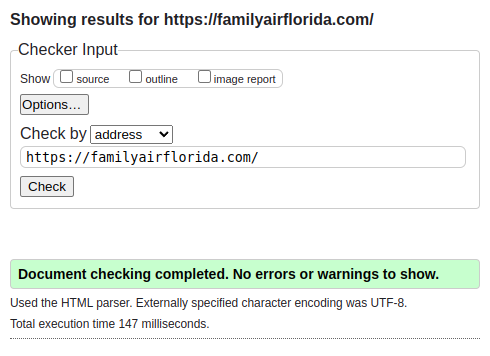 Showing results for https://familyairflorida.com/
Checker Input
Show source outline image report
Options...
Check by address
https://familyairflorida.com/
Check
Document checking completed. No errors or warnings to show.
Used the HTML parser. Externally specified character encoding was UTF-8.
Total execution time 147 milliseconds.